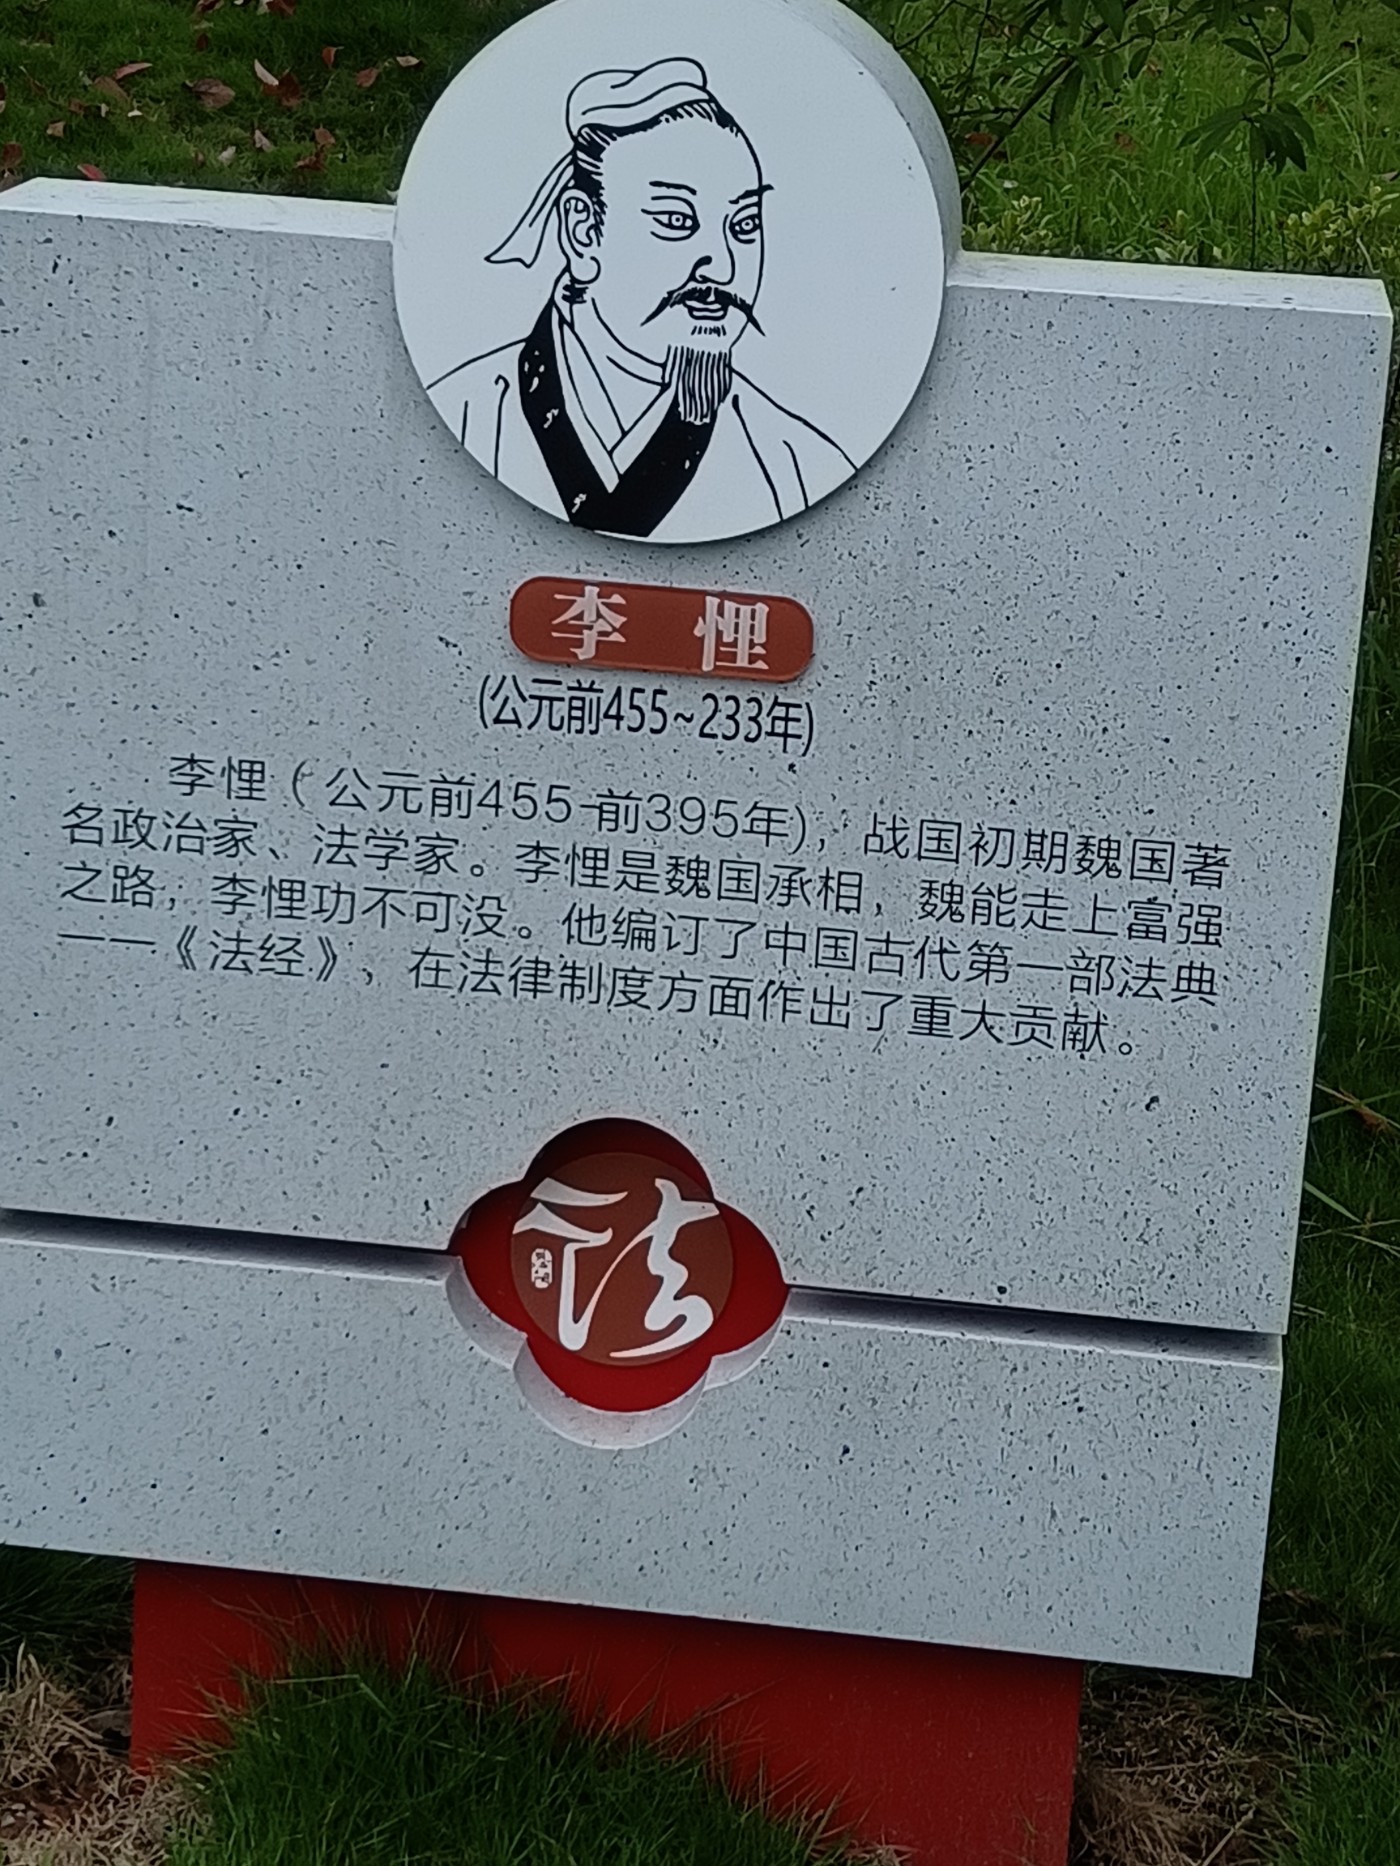 李 悝
(公元前455~233年)
李悝（公元前455-前395年)，战国初期魏国著
名政治家、法学家。李悝是魏国承相，魏能走上富强
之路，李悝功不可没。他编订了中国古代第一部法典
——《法经》，在法律制度方面作出了重大贡献。
法